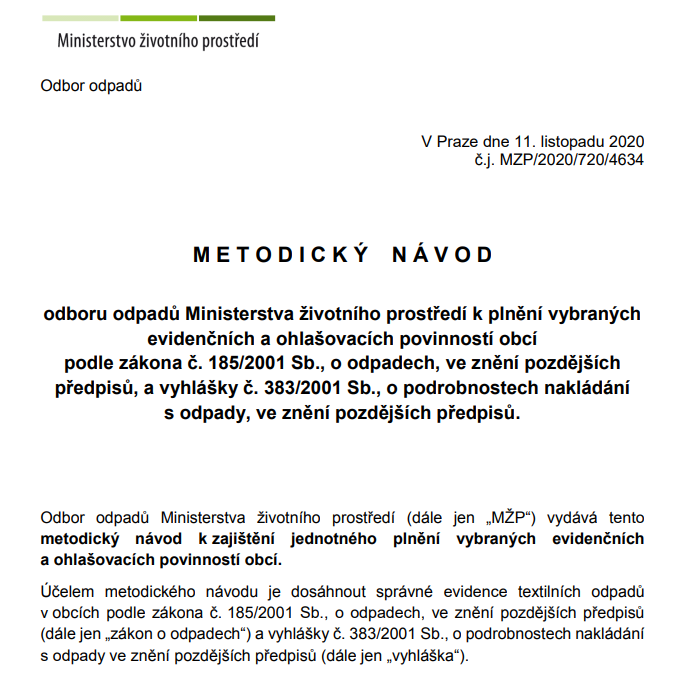 Ministerstvo životního prostředí
Odbor odpadů
V Praze dne 11. listopadu 2020
č.j. MZP/2020/720/4634
METODICKÝ NÁVOD
odboru odpadů Ministerstva životního prostředí k plnění vybraných
evidenčních a ohlašovacích povinností obcí
podle zákona č. 185/2001 Sb., o odpadech, ve znění pozdějších
předpisů, a vyhlášky č. 383/2001 Sb., o podrobnostech nakládání
s odpady, ve znění pozdějších předpisů.
Odbor odpadů Ministerstva životního prostředí (dále jen „MŽP“) vydává tento
metodický návod k zajištění jednotného plnění vybraných evidenčních
a ohlašovacích povinností obcí.
Účelem metodického návodu je dosáhnout správné evidence textilních odpadů
v obcích podle zákona č. 185/2001 Sb., o odpadech, ve znění pozdějších předpisů
(dále jen „zákon o odpadech“) a vyhlášky č. 383/2001 Sb., o podrobnostech nakládání
s odpady ve znění pozdějších předpisů (dále jen „vyhláška“).